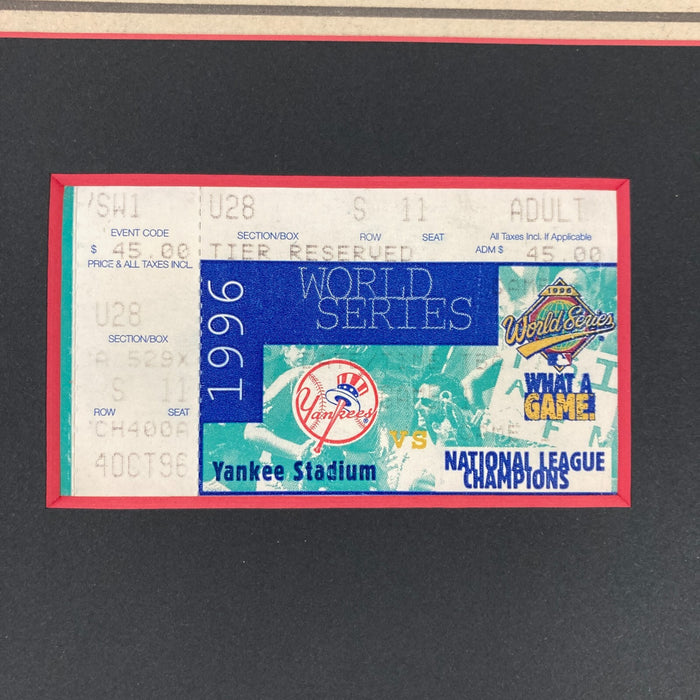 YSW1
EVENT CODE
$ 45.00
PRICE & ALL TAXES INCL.
U28
SECTION/BOX
A 529X
S 11
ROW SEAT
CH400A
4OCT96
U28 S 11 ADULT
SECTION/BOX ROW SEAT All Taxes Incl. If Applicable
TIER RESERVED ADM $ 45.00
1996
WORLD
SERIES
1996
World Series
WHAT A
GAME.
Yankees
VS
Yankee Stadium
NATIONAL LEAGUE
CHAMPIONS